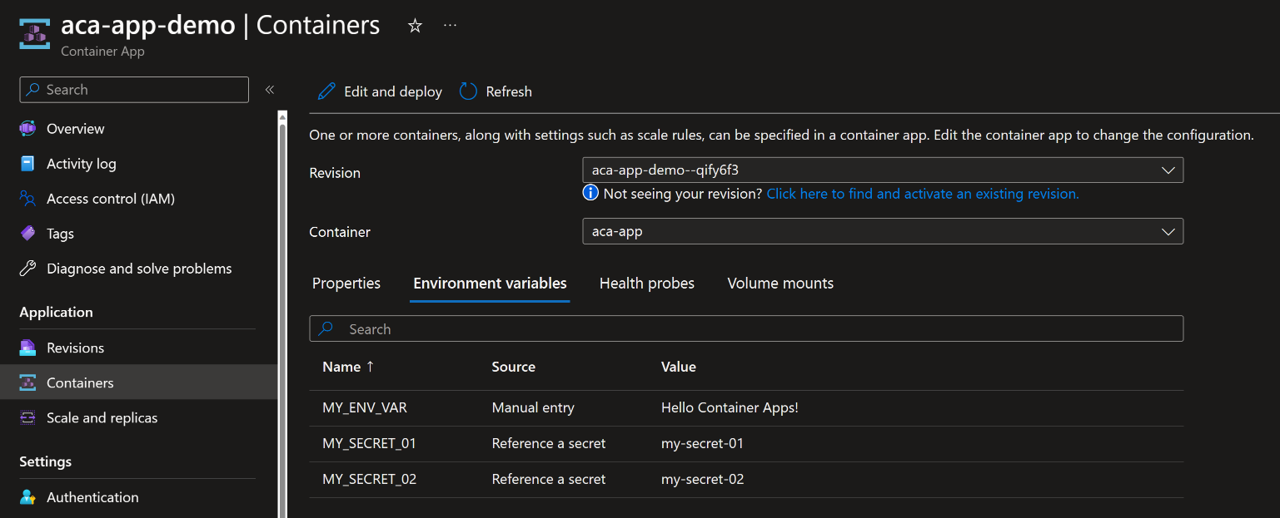 aca-app-demo | Containers
Container App
Search
Overview
Activity log
Access control (IAM)
Tags
Diagnose and solve problems
Application
Revisions
Containers
Scale and replicas
Settings
Authentication
Edit and deploy Refresh
One or more containers, along with settings such as scale rules, can be specified in a container app. Edit the container app to change the configuration.
Revision aca-app-demo--qify6f3
Not seeing your revision? Click here to find and activate an existing revision.
Container aca-app
Properties Environment variables Health probes Volume mounts
Search
Name ↑ Source Value
MY_ENV_VAR Manual entry Hello Container Apps!
MY_SECRET_01 Reference a secret my-secret-01
MY_SECRET_02 Reference a secret my-secret-02